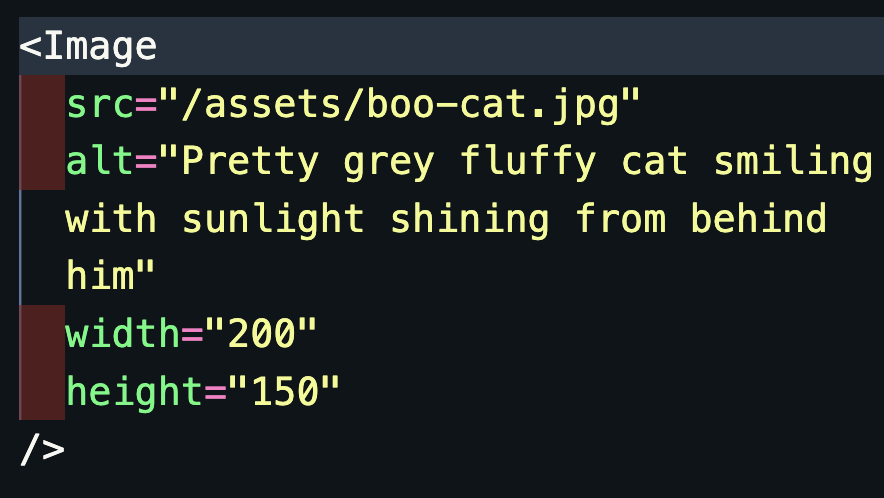 <Image
src="/assets/boo-cat.jpg"
alt="Pretty grey fluffy cat smiling
with sunlight shining from behind
him"
width="200"
height="150"
/>